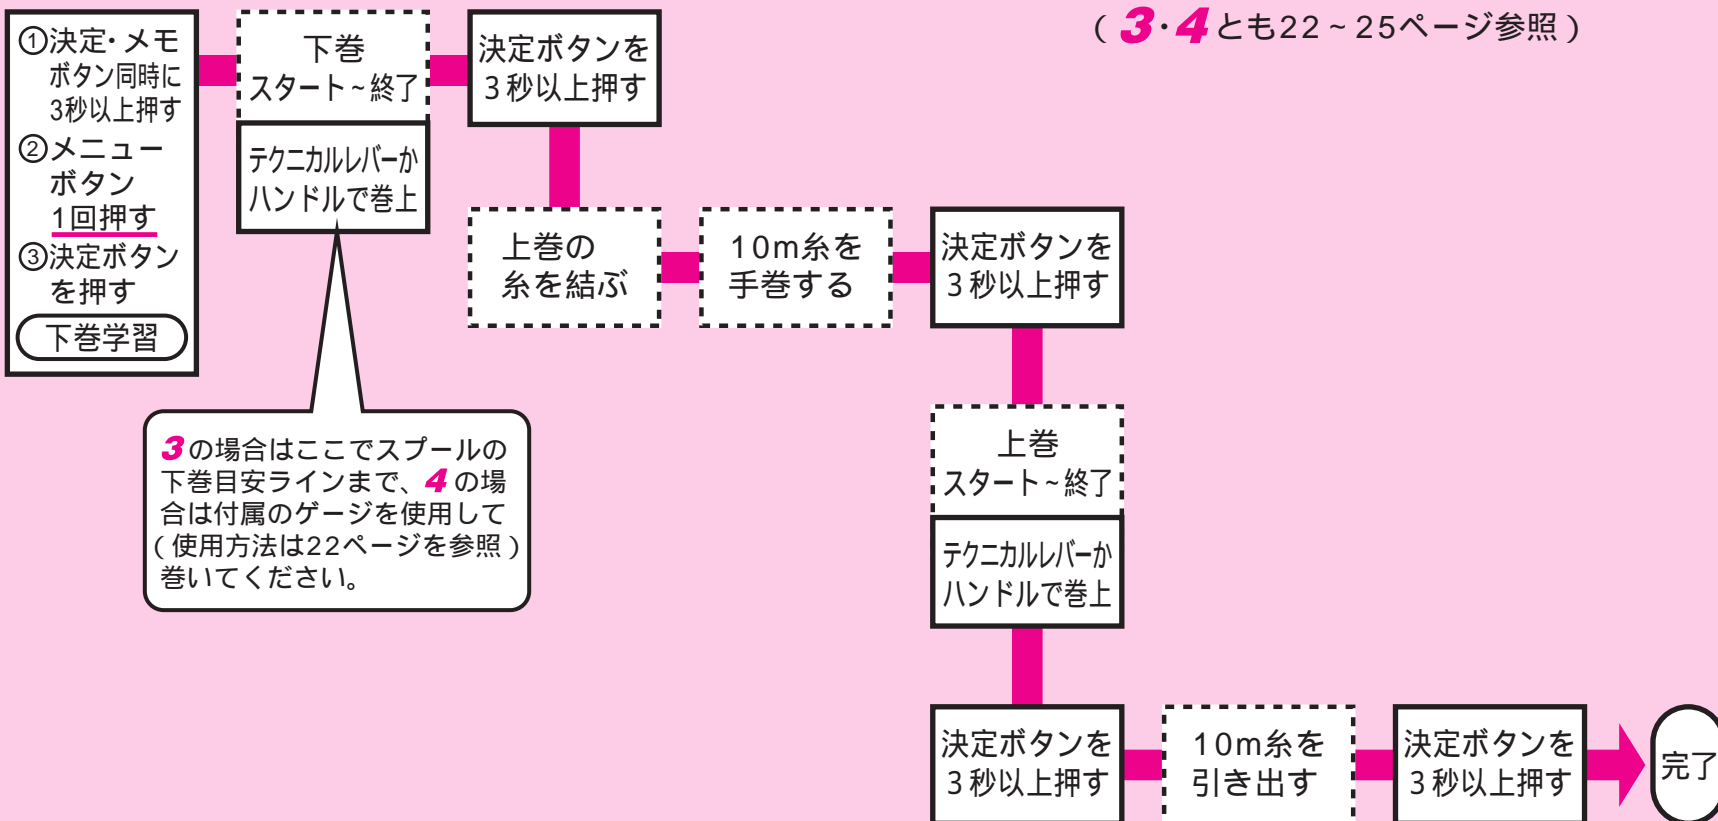 （3・4とも22～25ページ参照）
①決定・メモ
ボタン同時に
3秒以上押す
②メニュー
ボタン
1回押す
③決定ボタン
を押す
下巻学習
下巻
スタート～終了
テクニカルレバーか
ハンドルで巻上
決定ボタンを
3秒以上押す
上巻の
糸を結ぶ
10m糸を
手巻する
決定ボタンを
3秒以上押す
3の場合はここでスプールの
下巻目安ラインまで、4の場
合は付属のゲージを使用して
（使用方法は22ページを参照）
巻いてください。
上巻
スタート～終了
テクニカルレバーか
ハンドルで巻上
決定ボタンを
3秒以上押す
10m糸を
引き出す
決定ボタンを
3秒以上押す
完了